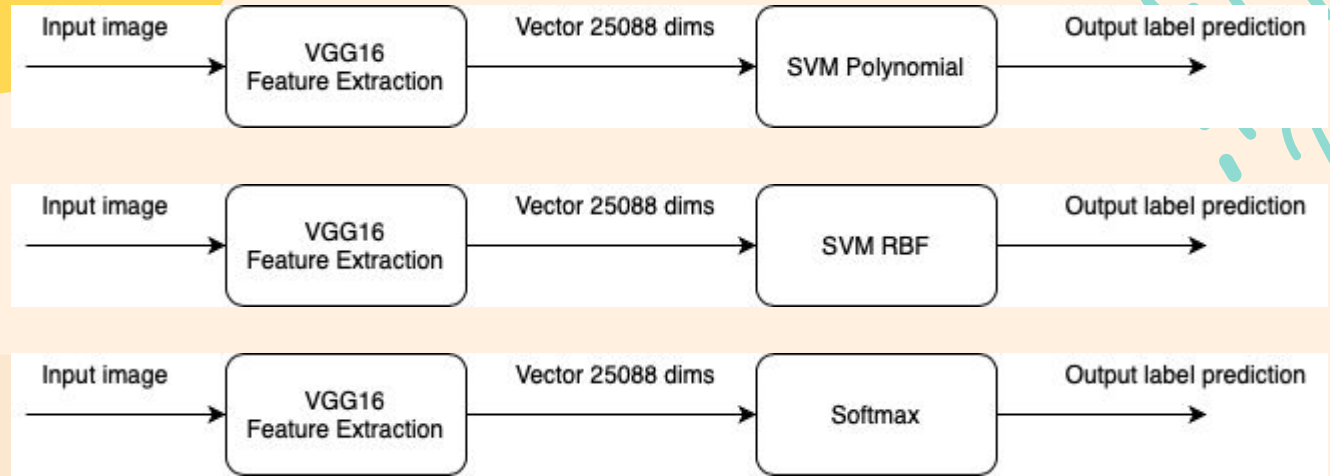 Input image
VGG16
Feature Extraction
Vector 25088 dims
SVM Polynomial
Output label prediction
Input image
VGG16
Feature Extraction
Vector 25088 dims
SVM RBF
Output label prediction
Input image
VGG16
Feature Extraction
Vector 25088 dims
Softmax
Output label prediction